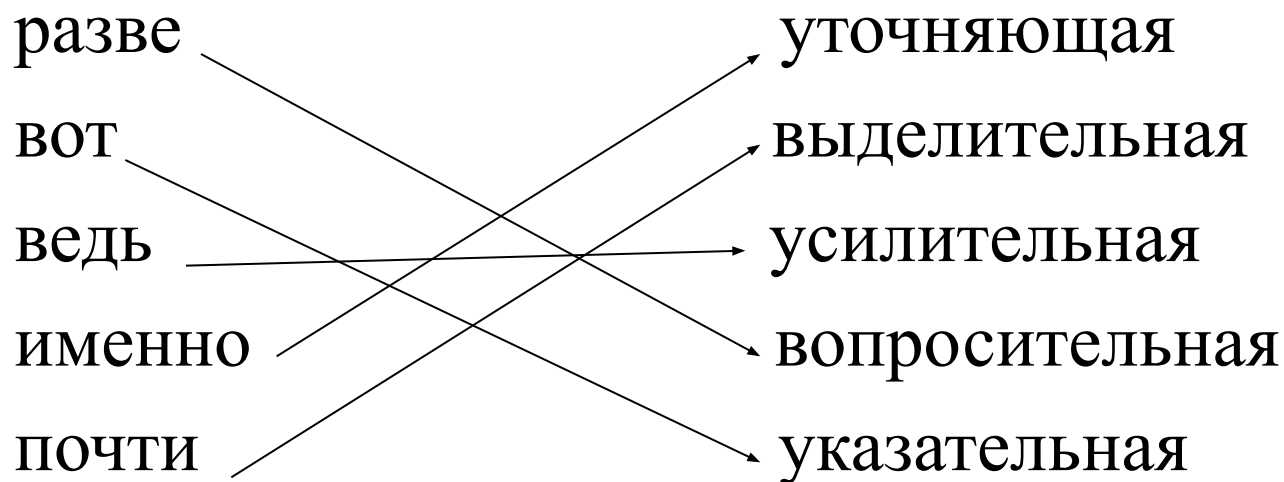 разве уточняющая
вот выделительная
ведь усилительная
именно вопросительная
почти указательная